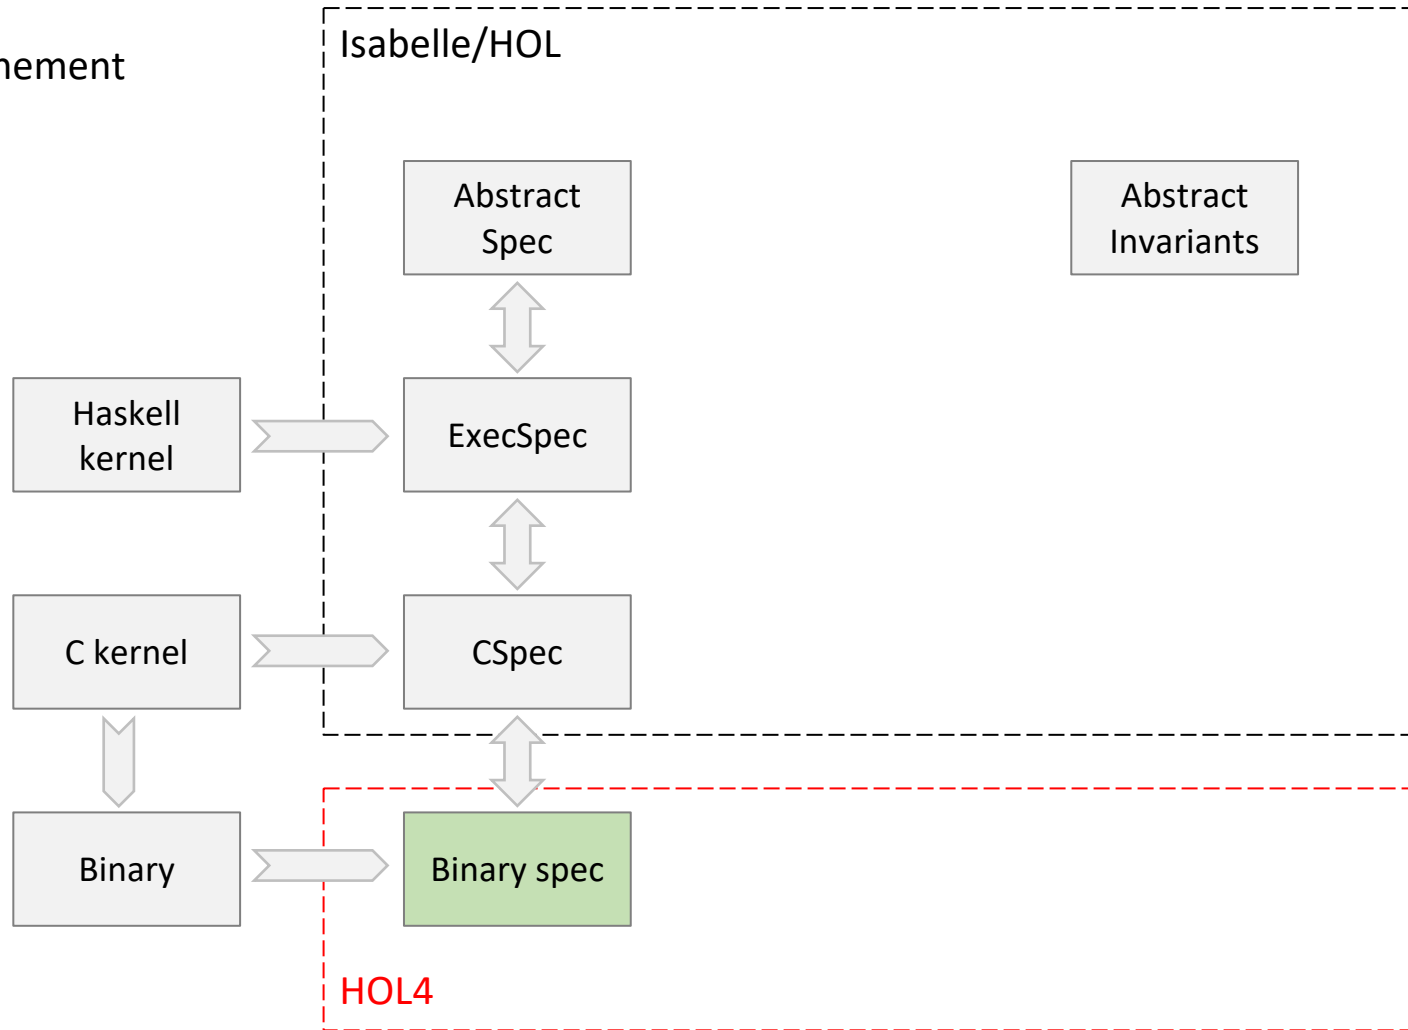 Isabelle/HOL
nement
Abstract
Spec
Abstract
Invariants
Haskell
kernel
ExecSpec
C kernel
CSpec
Binary
Binary spec
HOL4